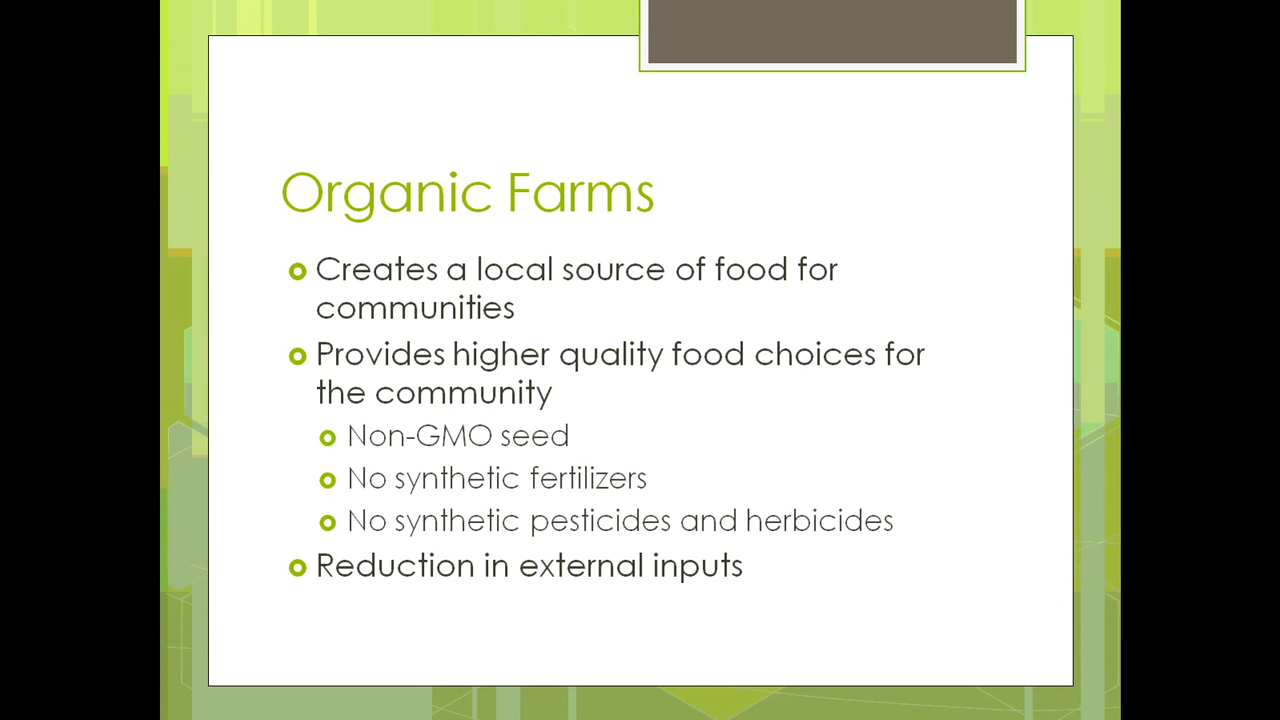 Organic Farms
Creates a local source of food for
communities
Provides higher quality food choices for
the community
Non-GMO seed
No synthetic fertilizers
No synthetic pesticides and herbicides
Reduction in external inputs